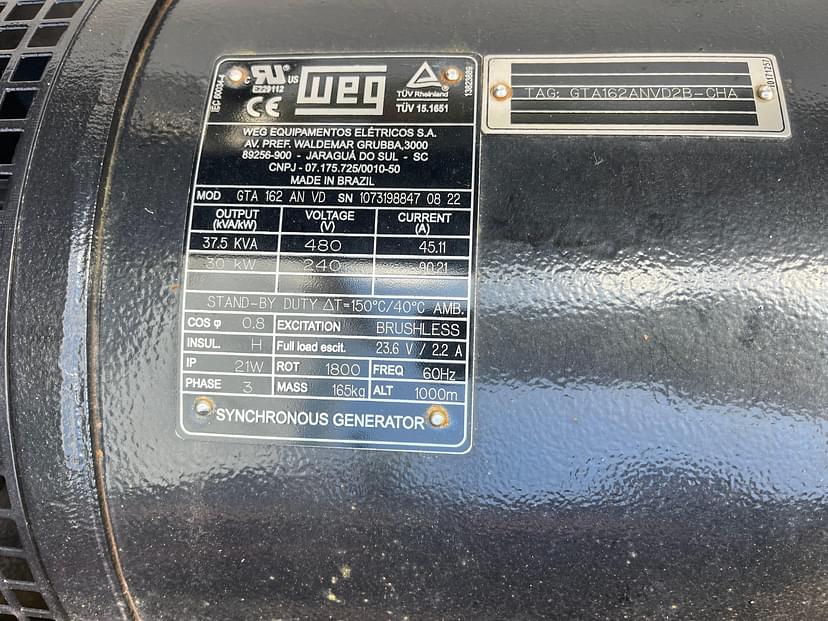 IEC 60034-1
c RU US
E229112
CE
WEG
TÜV Rheinland
TÜV 15.1651
13823889
WEG EQUIPAMENTOS ELÉTRICOS S.A.
AV. PREF. WALDEMAR GRUBBA,3000
89256-900 - JARAGUÁ DO SUL - SC
CNPJ - 07.175.725/0010-50
MADE IN BRAZIL
MOD GTA 162 AN VD SN 1073198847 08 22
OUTPUT (kVA/kW) VOLTAGE (V) CURRENT (A)
37.5 KVA 480 45.11
30 kW 240 90.21
STAND-BY DUTY ΔT=150°C/40°C AMB.
COS φ 0.8 EXCITATION BRUSHLESS
INSUL. H Full load escit. 23.6 V / 2.2 A
IP 21W ROT 1800 FREQ 60Hz
PHASE 3 MASS 165kg ALT 1000m
SYNCHRONOUS GENERATOR
TAG: GTA162ANVD2B-CHA